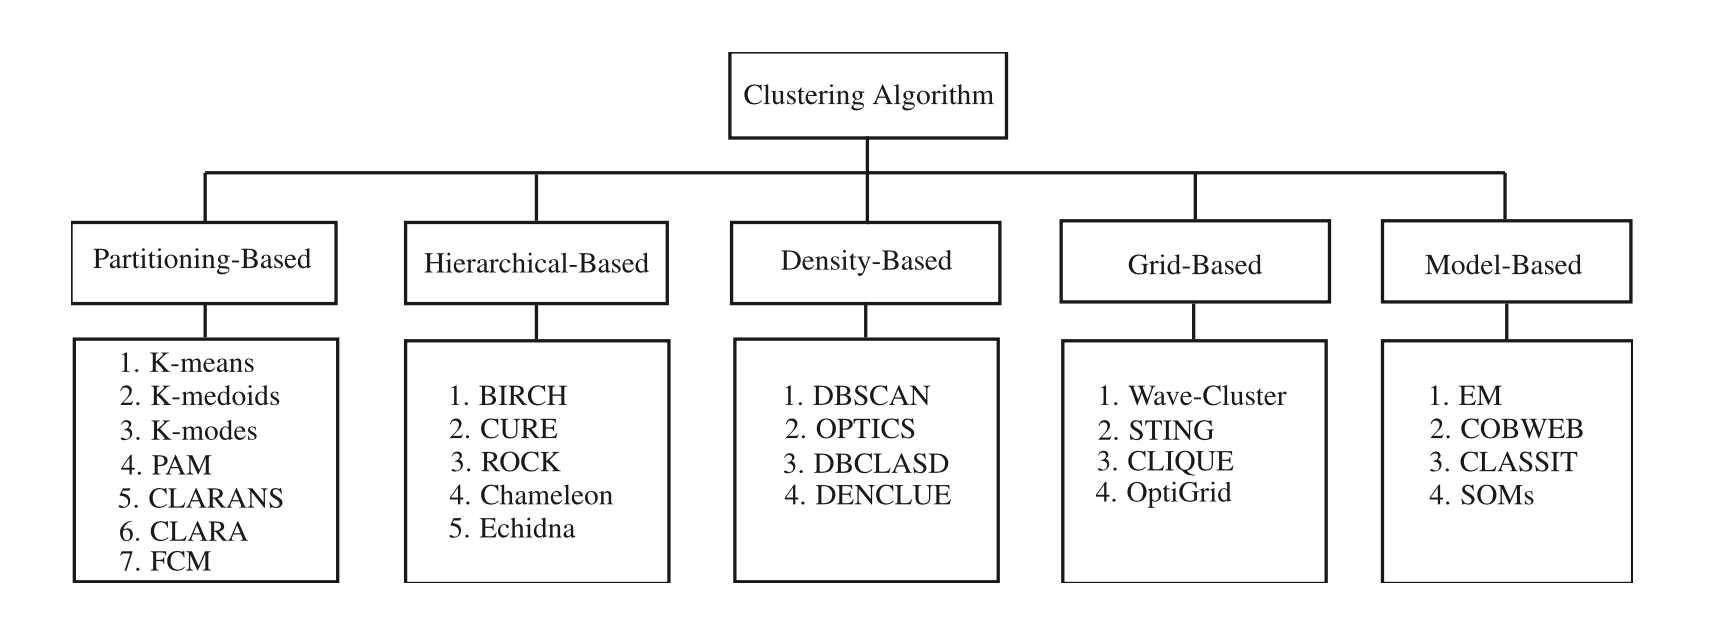 Clustering Algorithm
Partitioning-Based
Hierarchical-Based
Density-Based
Grid-Based
Model-Based
1. K-means
2. K-medoids
3. K-modes
4. PAM
5. CLARANS
6. CLARA
7. FCM
1. BIRCH
2. CURE
3. ROCK
4. Chameleon
5. Echidna
1. DBSCAN
2. OPTICS
3. DBCLASD
4. DENCLUE
1. Wave-Cluster
2. STING
3. CLIQUE
4. OptiGrid
1. EM
2. COBWEB
3. CLASSIT
4. SOMs